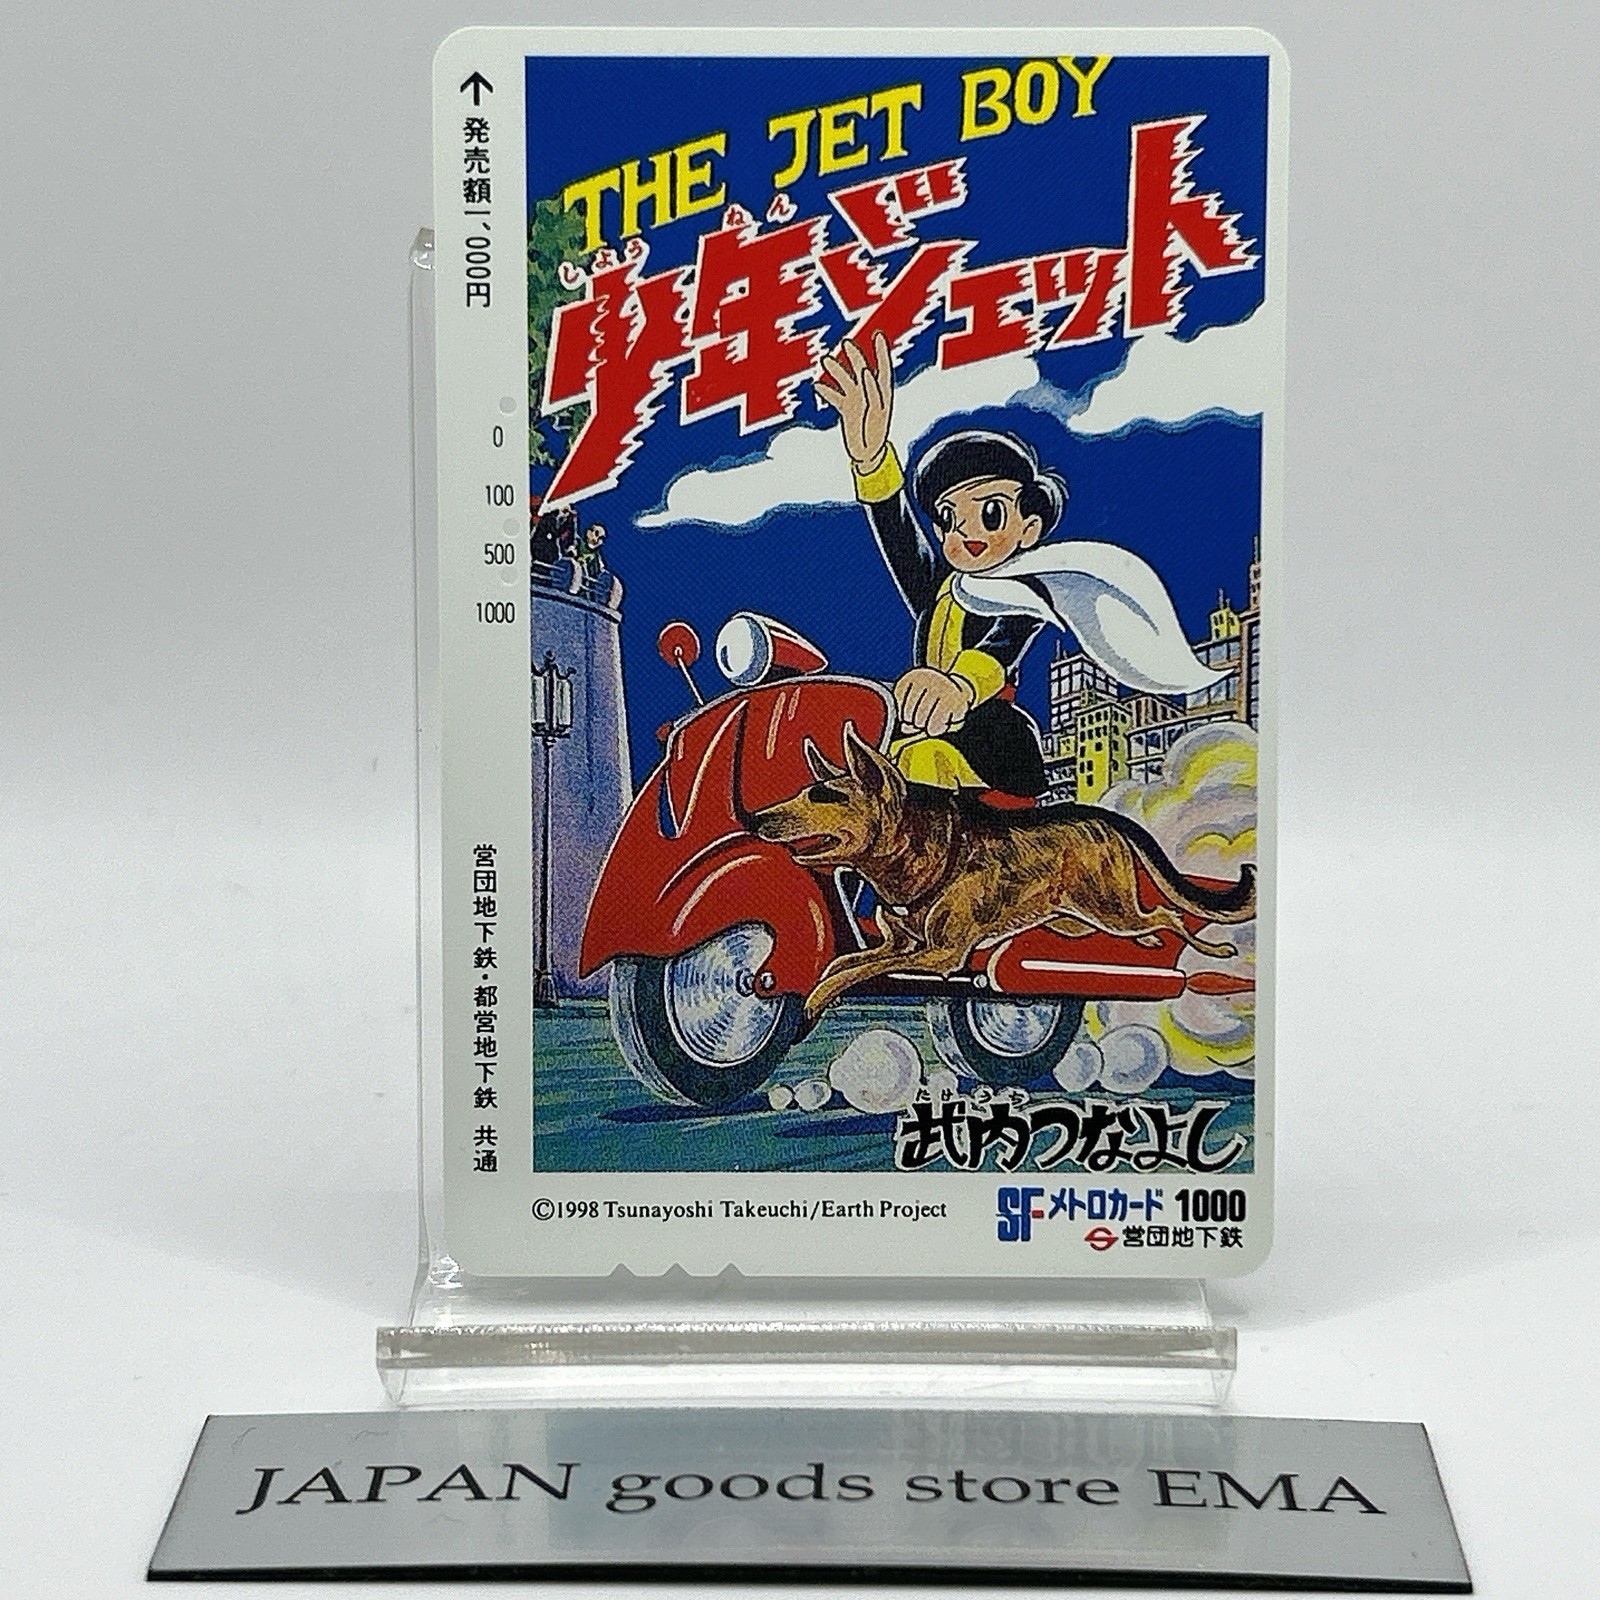 ↑発売額一、000円
0
100
500
1000
営団地下鉄・都営地下鉄 共通
THE JET BOY
しょう ねん
少年ジェット
たけ うち
武内つなよし
©1998 Tsunayoshi Takeuchi/Earth Project
SFメトロカード 1000
営団地下鉄
JAPAN goods store EMA